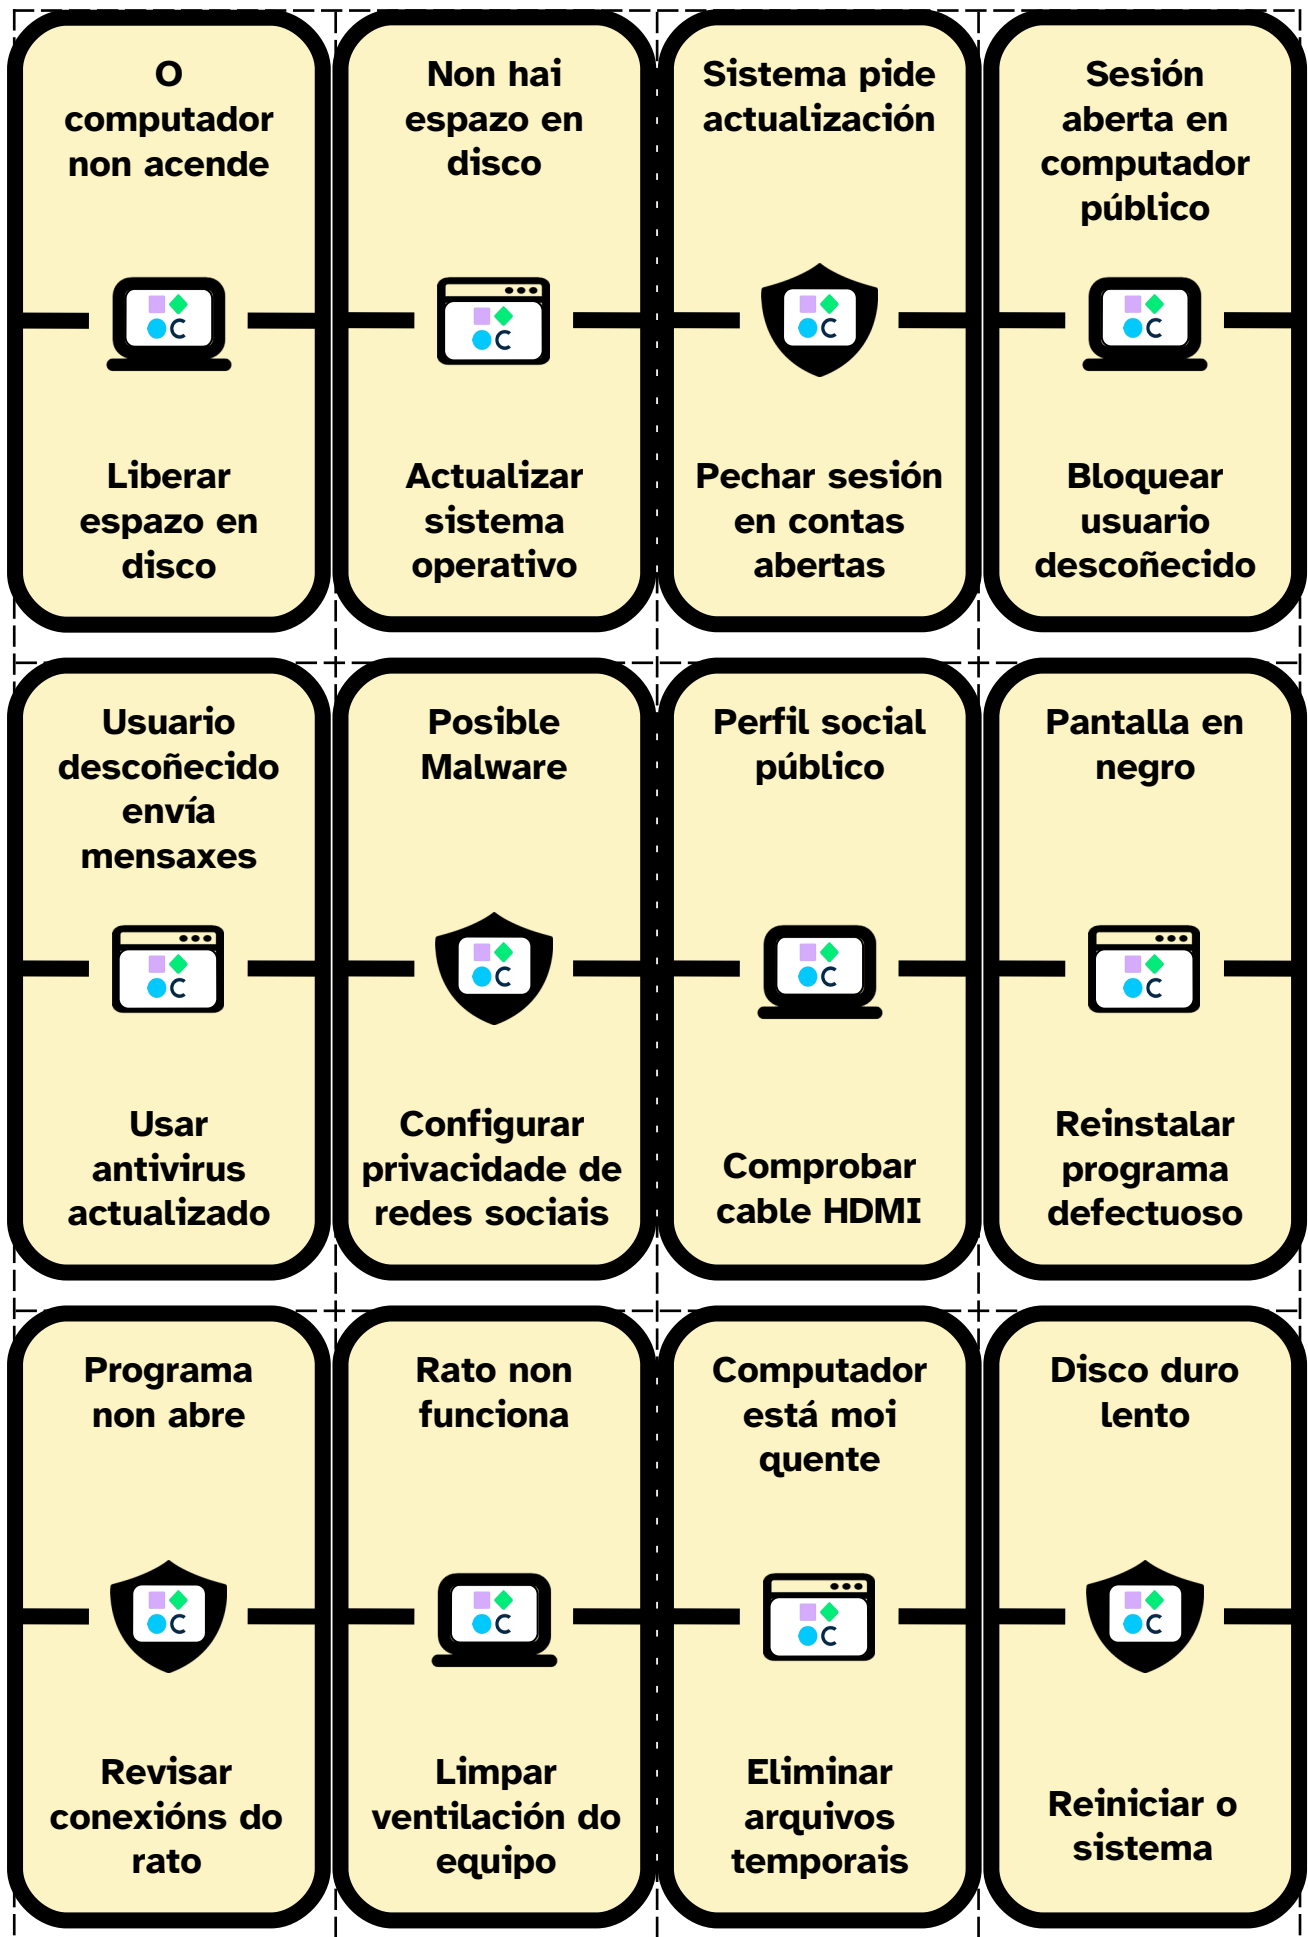 O
computador
non acende
Liberar
espazo en
disco
Non hai
espazo en
disco
Actualizar
sistema
operativo
Sistema pide
actualización
Pechar sesión
en contas
abertas
Sesión
aberta en
computador
público
Bloquear
usuario
descoñecido
Usuario
descoñecido
envía
mensaxes
Usar
antivirus
actualizado
Posible
Malware
Configurar
privacidade de
redes sociais
Perfil social
público
Comprobar
cable HDMI
Pantalla en
negro
Reinstalar
programa
defectuoso
Programa
non abre
Revisar
conexións do
rato
Rato non
funciona
Limpar
ventilación do
equipo
Computador
está moi
quente
Eliminar
arquivos
temporais
Disco duro
lento
Reiniciar o
sistema